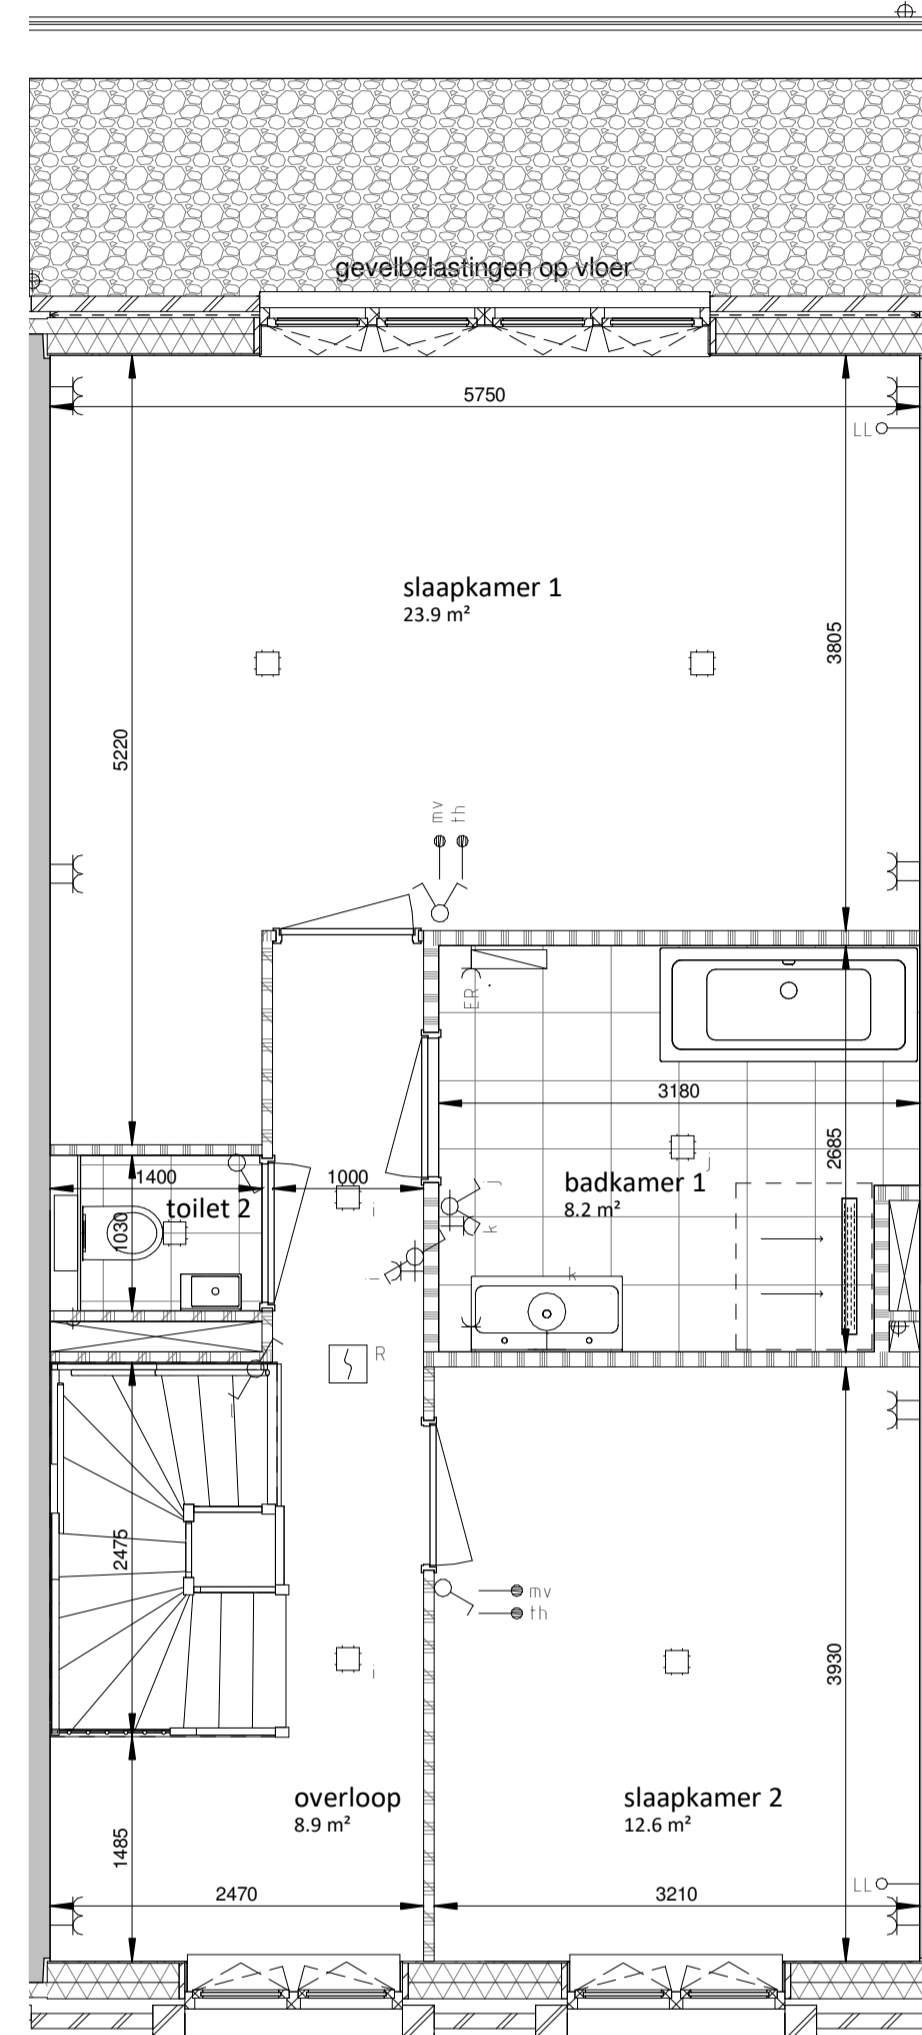 gevelbelastingen op vloer
5750
LL
slaapkamer 1
23.9 m²
3805
5220
mv
th
ER
3180
2685
1400
1000
toilet 2
badkamer 1
8.2 m²
j
i
1030
j
k
i
k
R
i
2475
mv
th
i
3930
overloop
8.9 m²
slaapkamer 2
12.6 m²
1485
LL
2470
3210